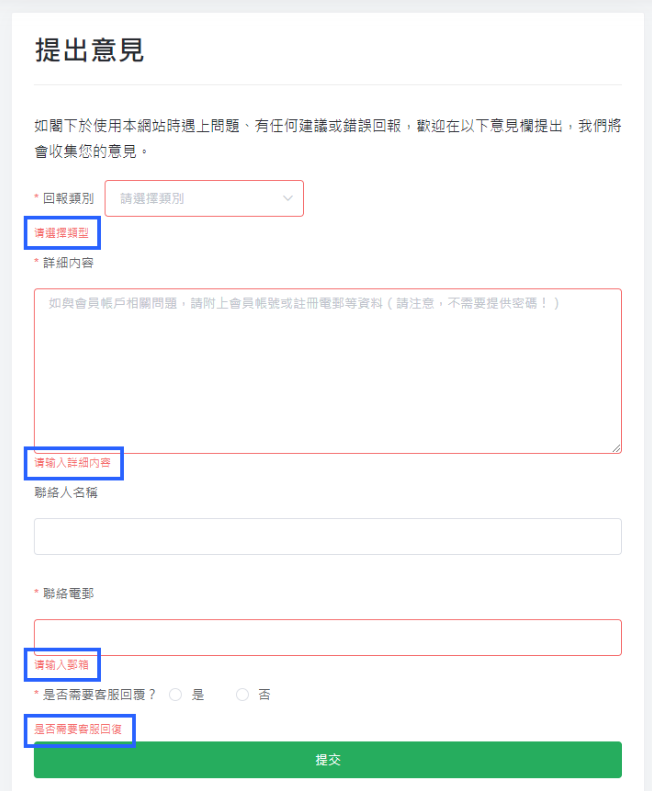 提出意見
如閣下於使用本網站時遇上問題、有任何建議或錯誤回報，歡迎在以下意見欄提出，我們將
會收集您的意見。
* 回報類別 請選擇類別
请選擇類型
* 詳細內容
如與會員帳戶相關問題，請附上會員帳號或註冊電郵等資料（請注意，不需要提供密碼！）
请输入詳細内容
聯絡人名稱
* 聯絡電郵
请输入郵箱
* 是否需要客服回覆？ 是 否
是否需要客服回復
提交